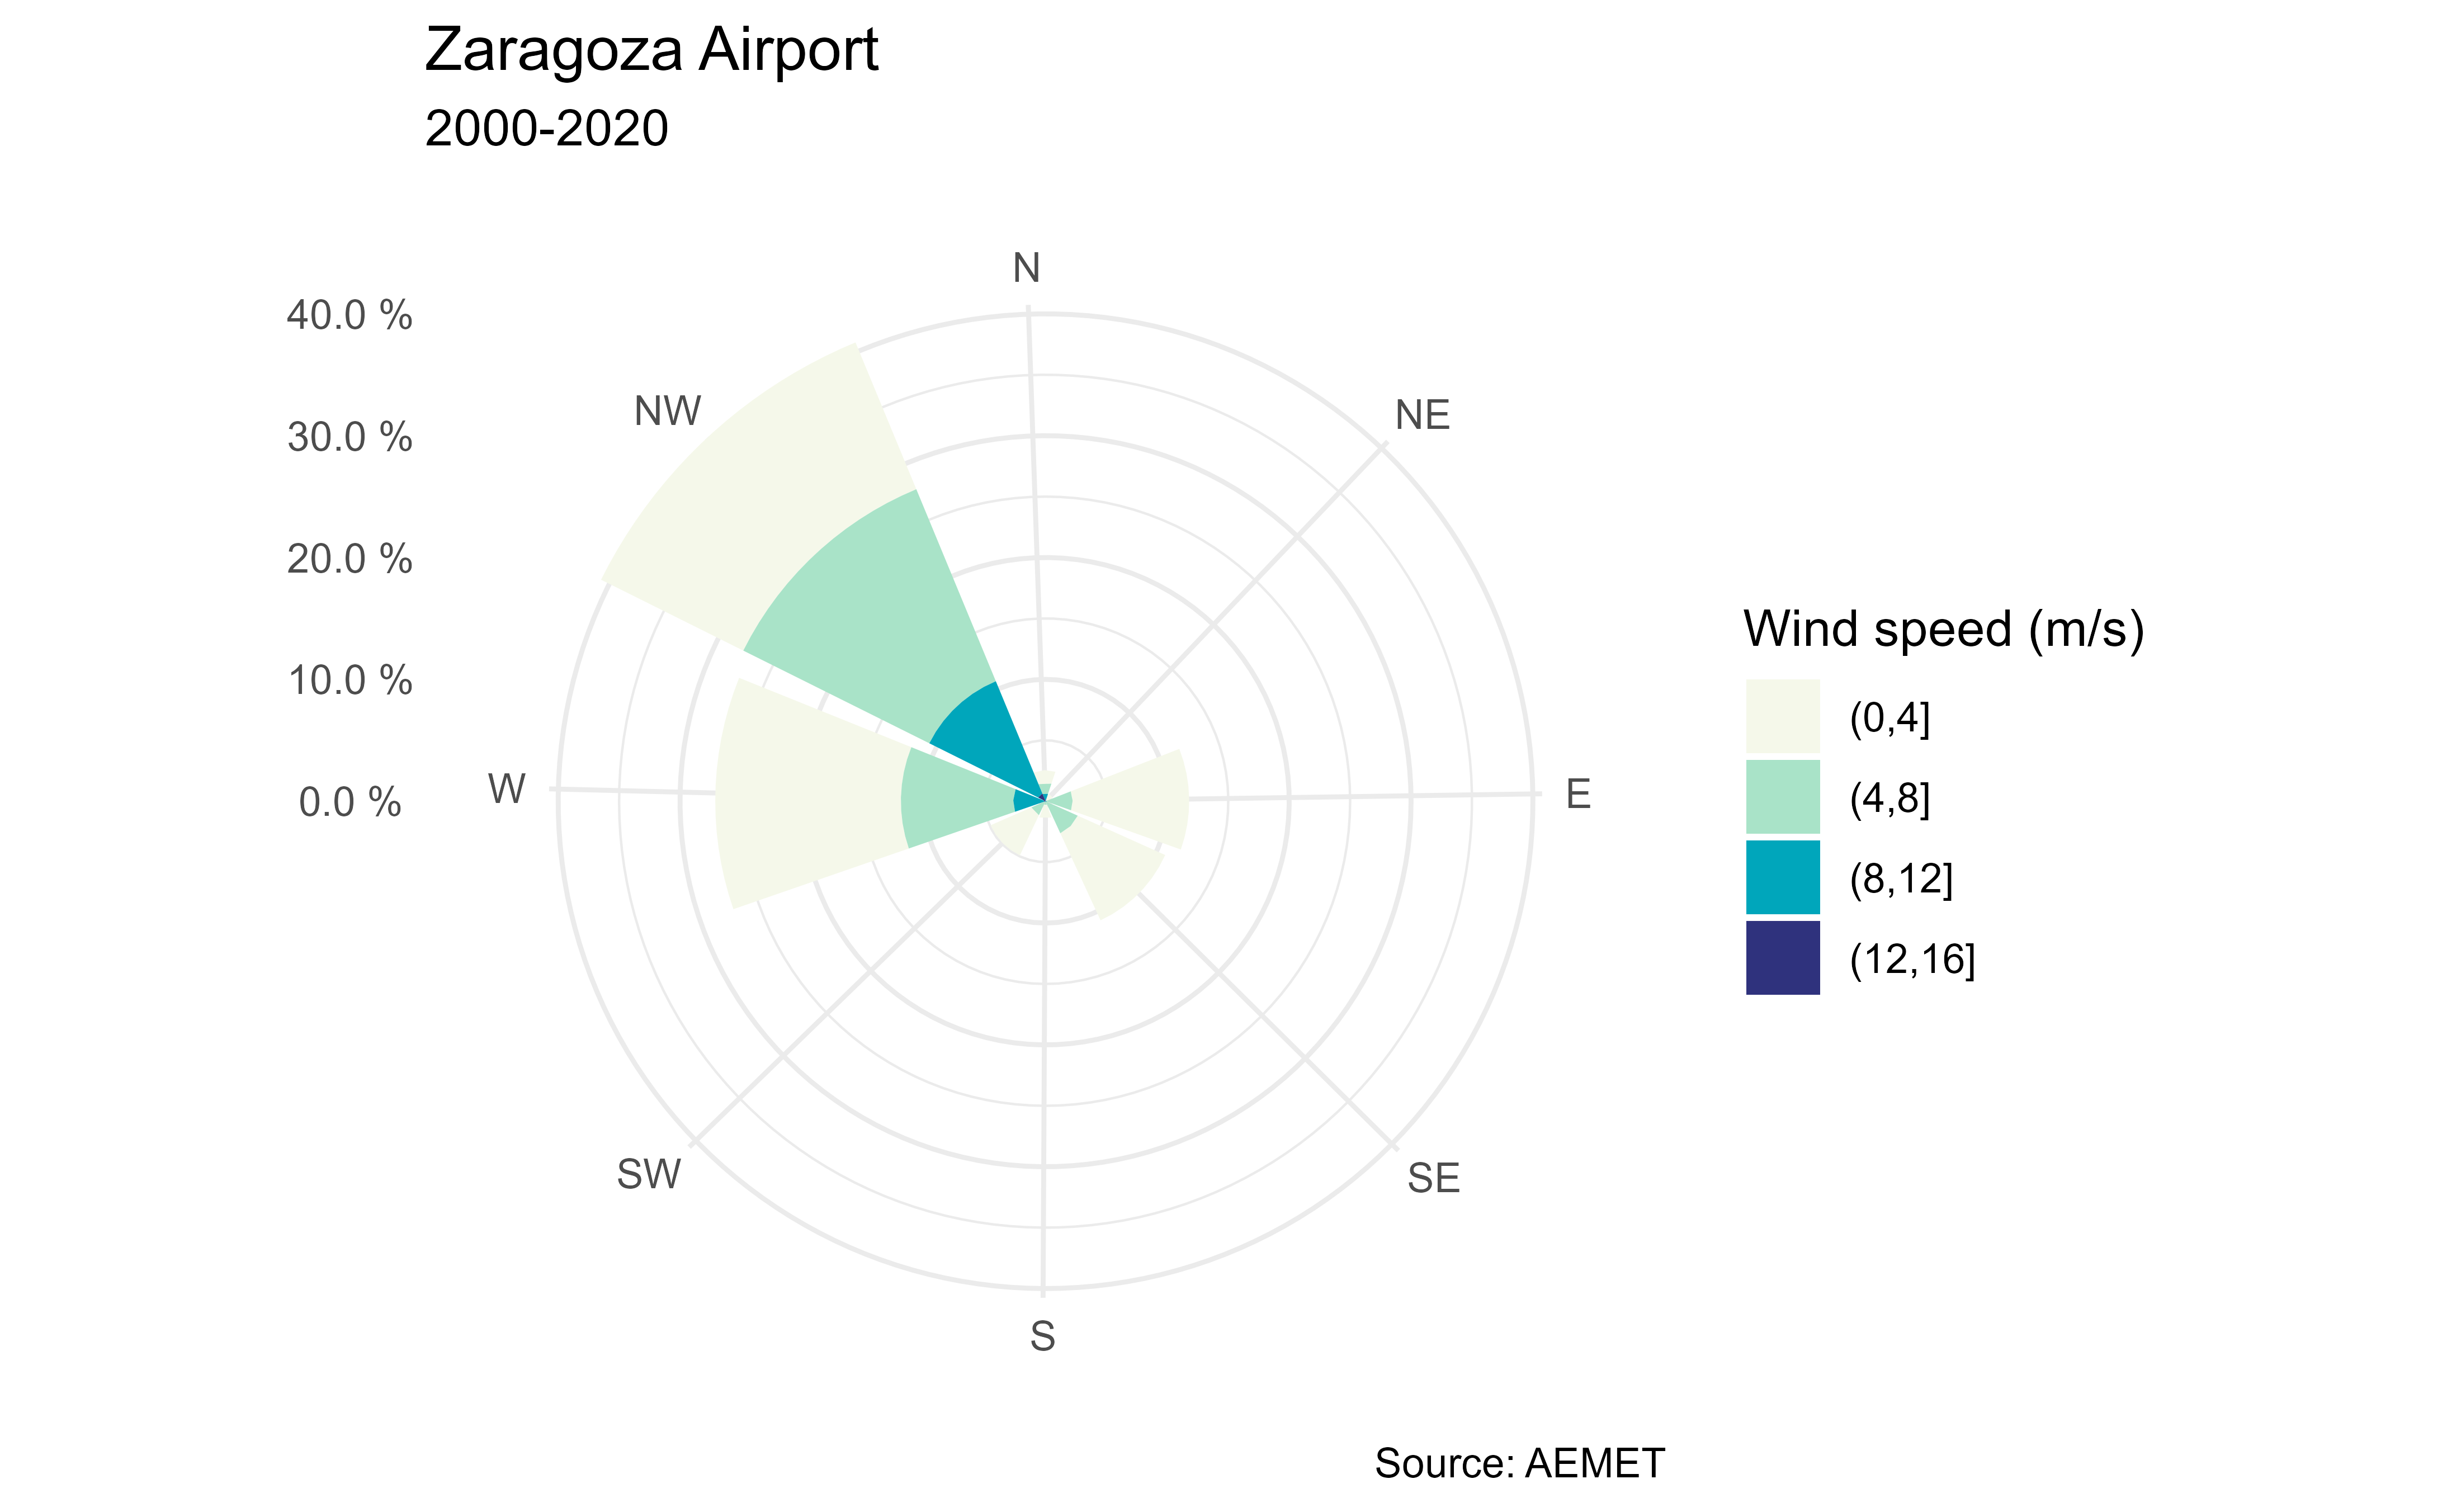 Zaragoza Airport
2000-2020
N
40.0 %
NW
NE
30.0 %
20.0 %
10.0 %
W
0.0 %
E
SW
SE
S
Wind speed (m/s)
(0,4]
(4,8]
(8,12]
(12,16]
Source: AEMET